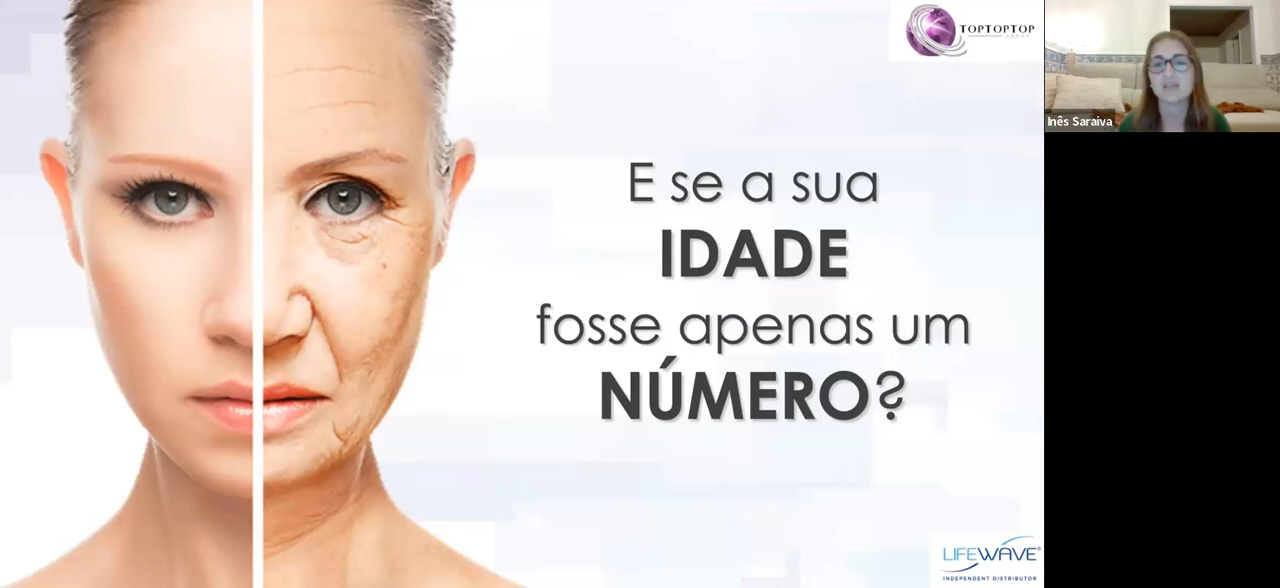 TOPTOPTOP
Inês Saraiva
E se a sua
IDADE
fosse apenas um
NÚMERO?
LIFEWAVE®
INDEPENDENT DISTRIBUTOR